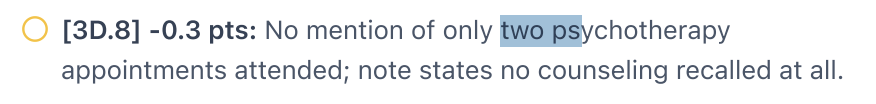 [3D.8] -0.3 pts: No mention of only two psychotherapy
appointments attended; note states no counseling recalled at all.